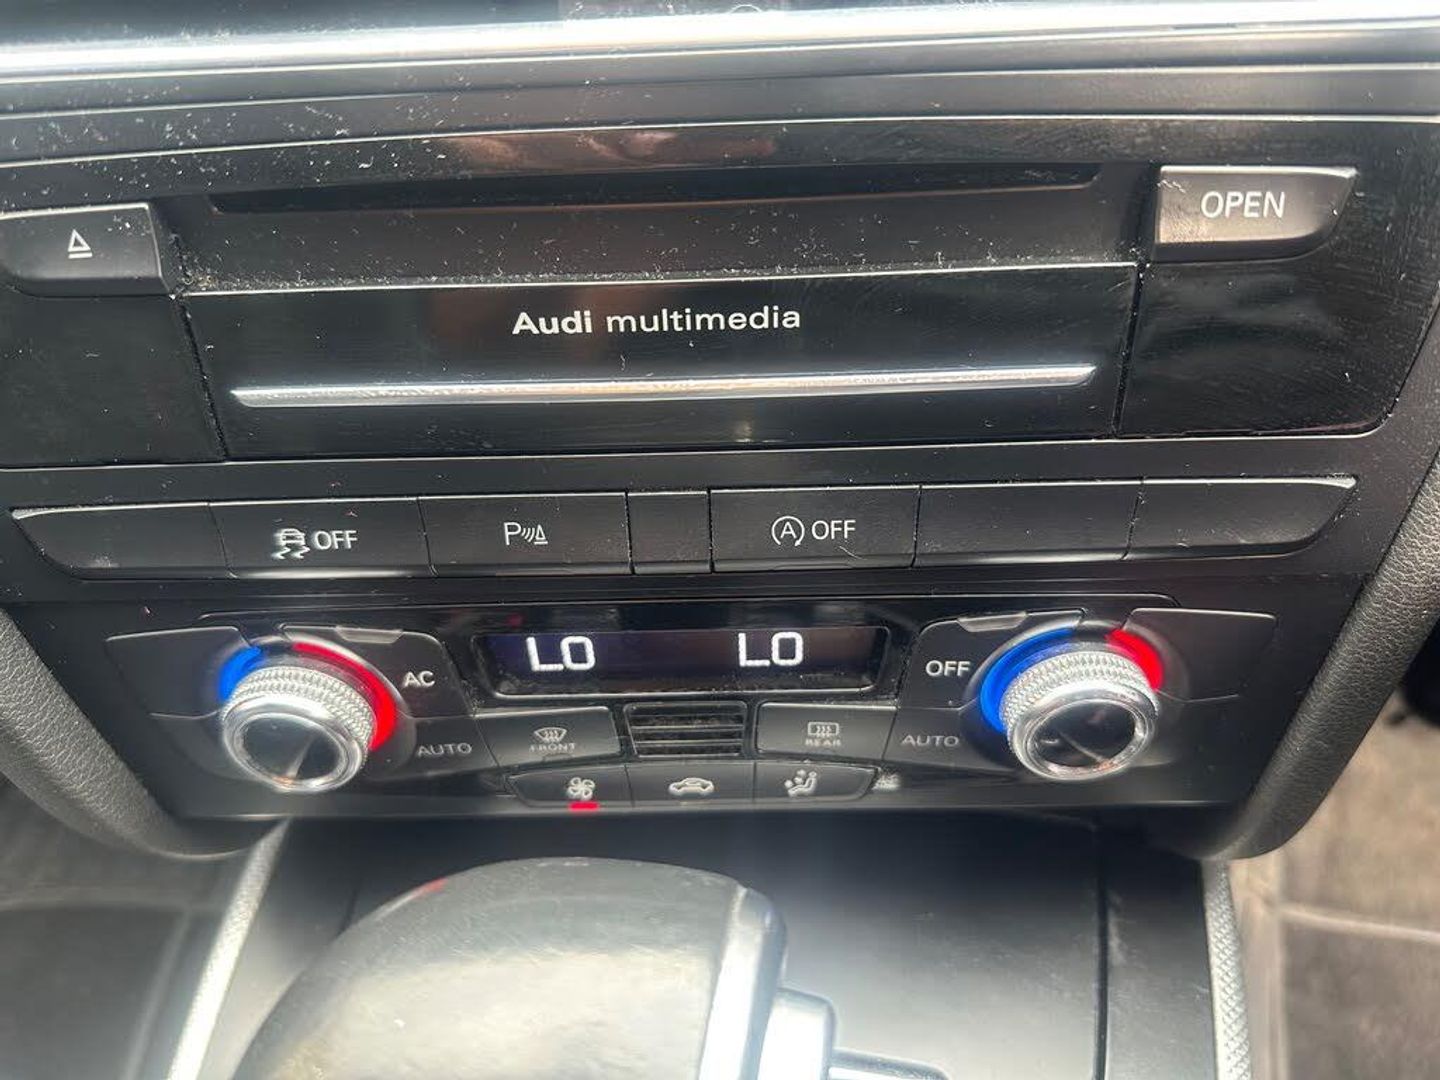 OPEN
Audi multimedia
OFF
P
A OFF
LO LO
AC
OFF
AUTO
FRONT
REAR
AUTO